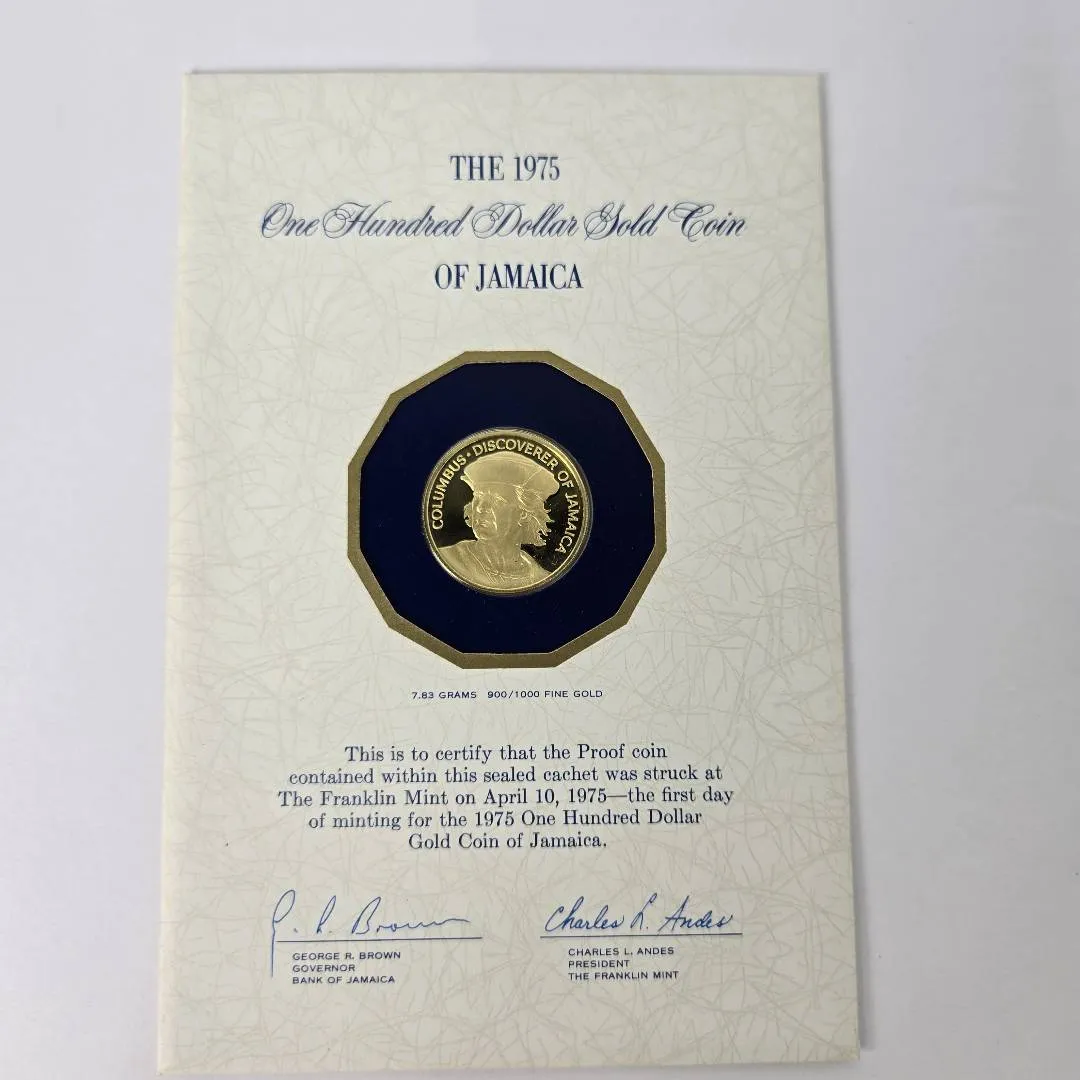 THE 1975
One Hundred Dollar Gold Coin
OF JAMAICA
COLUMBUS • DISCOVERER OF JAMAICA
7.83 GRAMS 900/1000 FINE GOLD
This is to certify that the Proof coin
contained within this sealed cachet was struck at
The Franklin Mint on April 10, 1975—the first day
of minting for the 1975 One Hundred Dollar
Gold Coin of Jamaica.
G. R. Brown
GEORGE R. BROWN
GOVERNOR
BANK OF JAMAICA
Charles L. Andes
CHARLES L. ANDES
PRESIDENT
THE FRANKLIN MINT